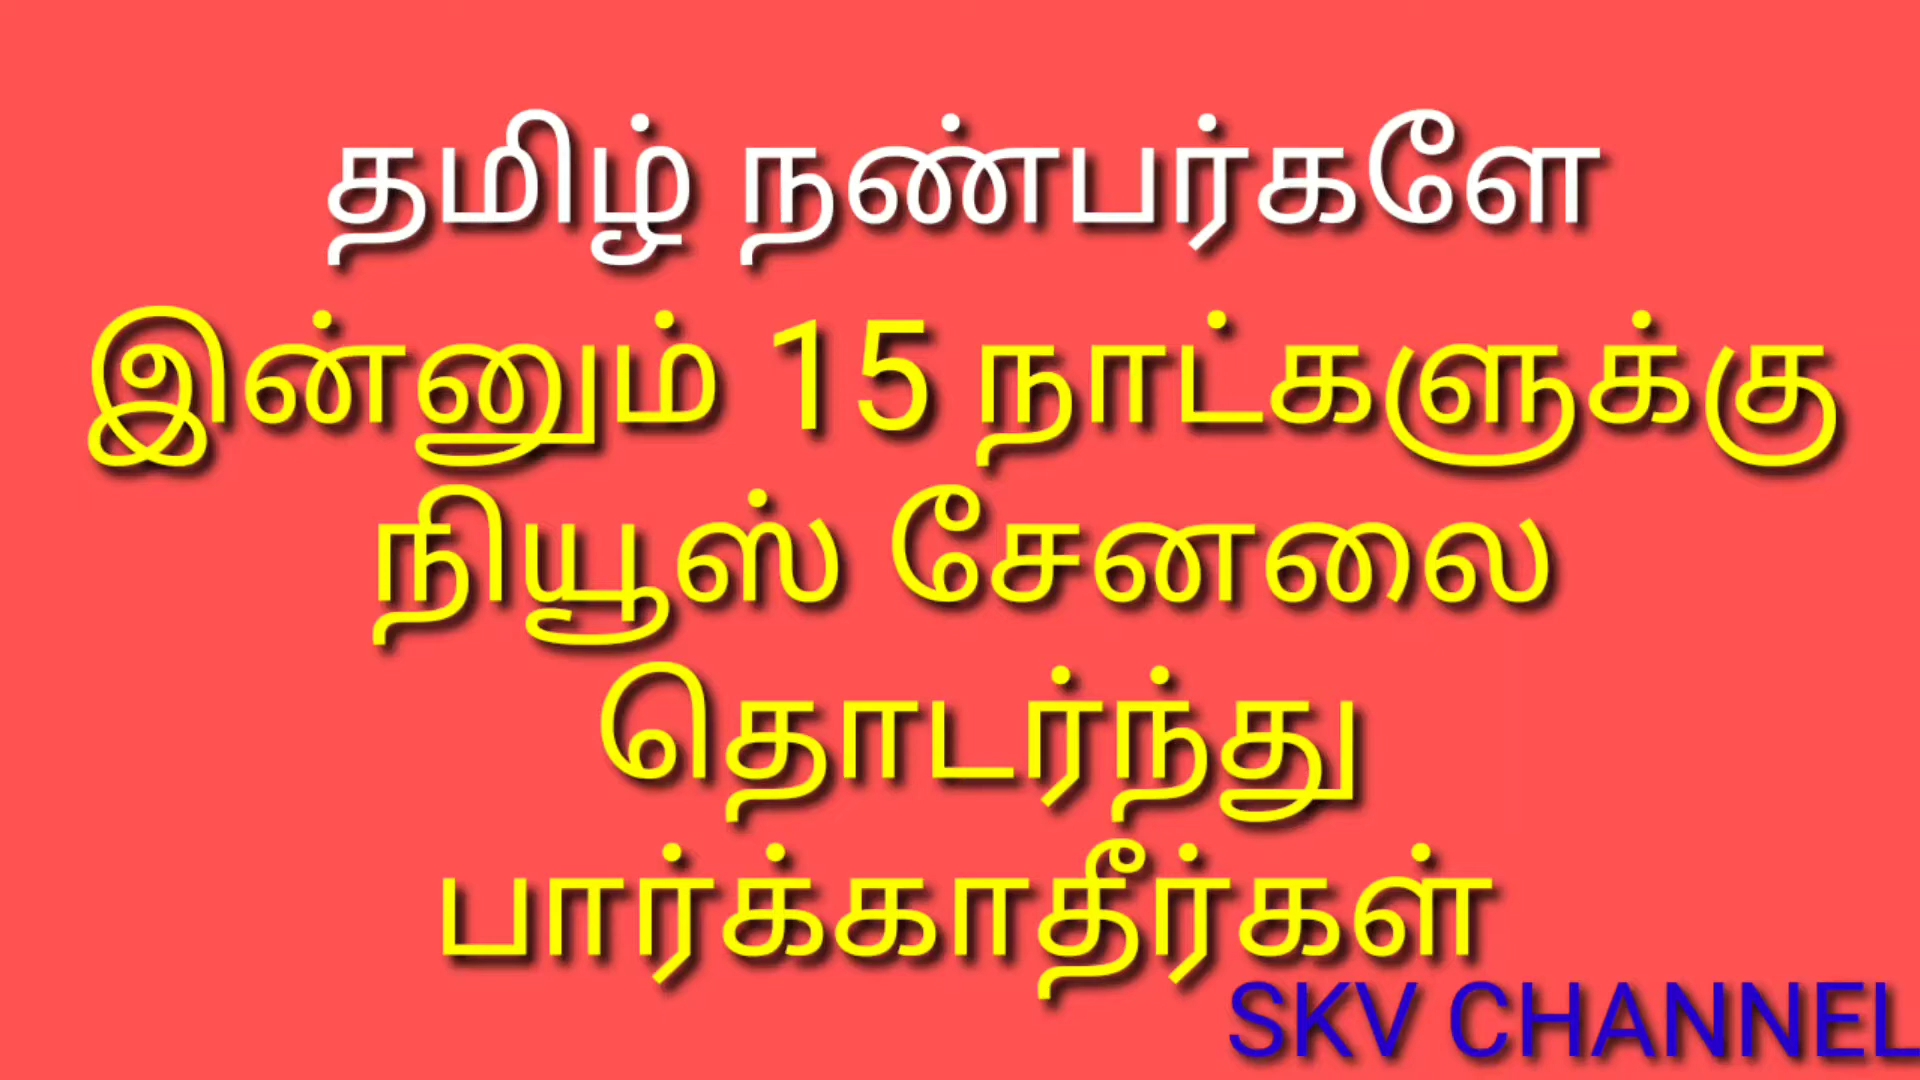 தமிழ் நண்பர்களே
இன்னும் 15 நாட்களுக்கு
நியூஸ் சேனலை
தொடர்ந்து
பார்க்காதீர்கள்
SKV CHANNEL